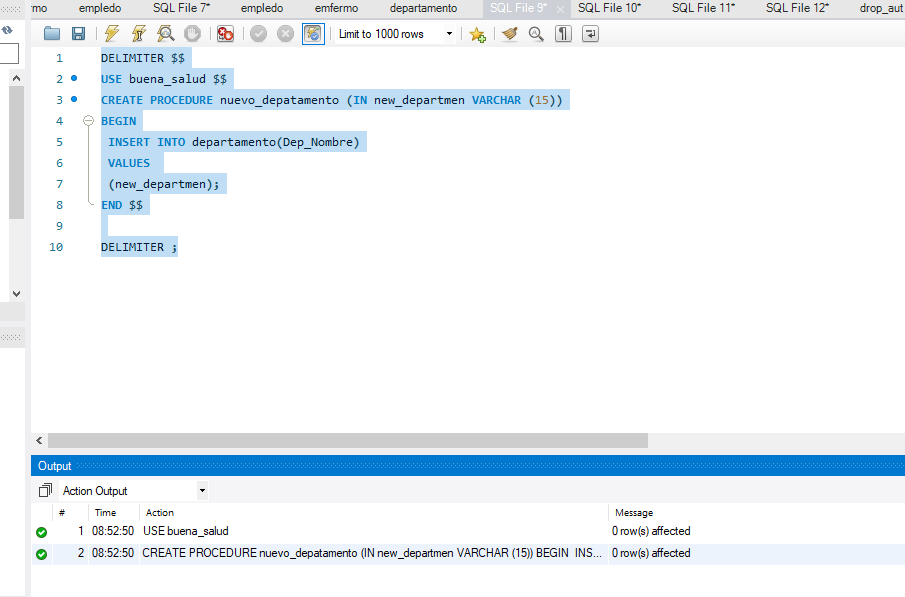 mo empledo SQL File 7* empledo emfermo departamento SQL File 9* SQL File 10* SQL File 11* SQL File 12* drop_aut
Limit to 1000 rows
1 DELIMITER $$
2 USE buena_salud $$
3 CREATE PROCEDURE nuevo_depatamento (IN new_departmen VARCHAR (15))
4 BEGIN
5 INSERT INTO departamento(Dep_Nombre)
6 VALUES
7 (new_departmen);
8 END $$
9
10 DELIMITER ;
Output
Action Output
# Time Action Message
1 08:52:50 USE buena_salud 0 row(s) affected
2 08:52:50 CREATE PROCEDURE nuevo_depatamento (IN new_departmen VARCHAR (15)) BEGIN INS... 0 row(s) affected